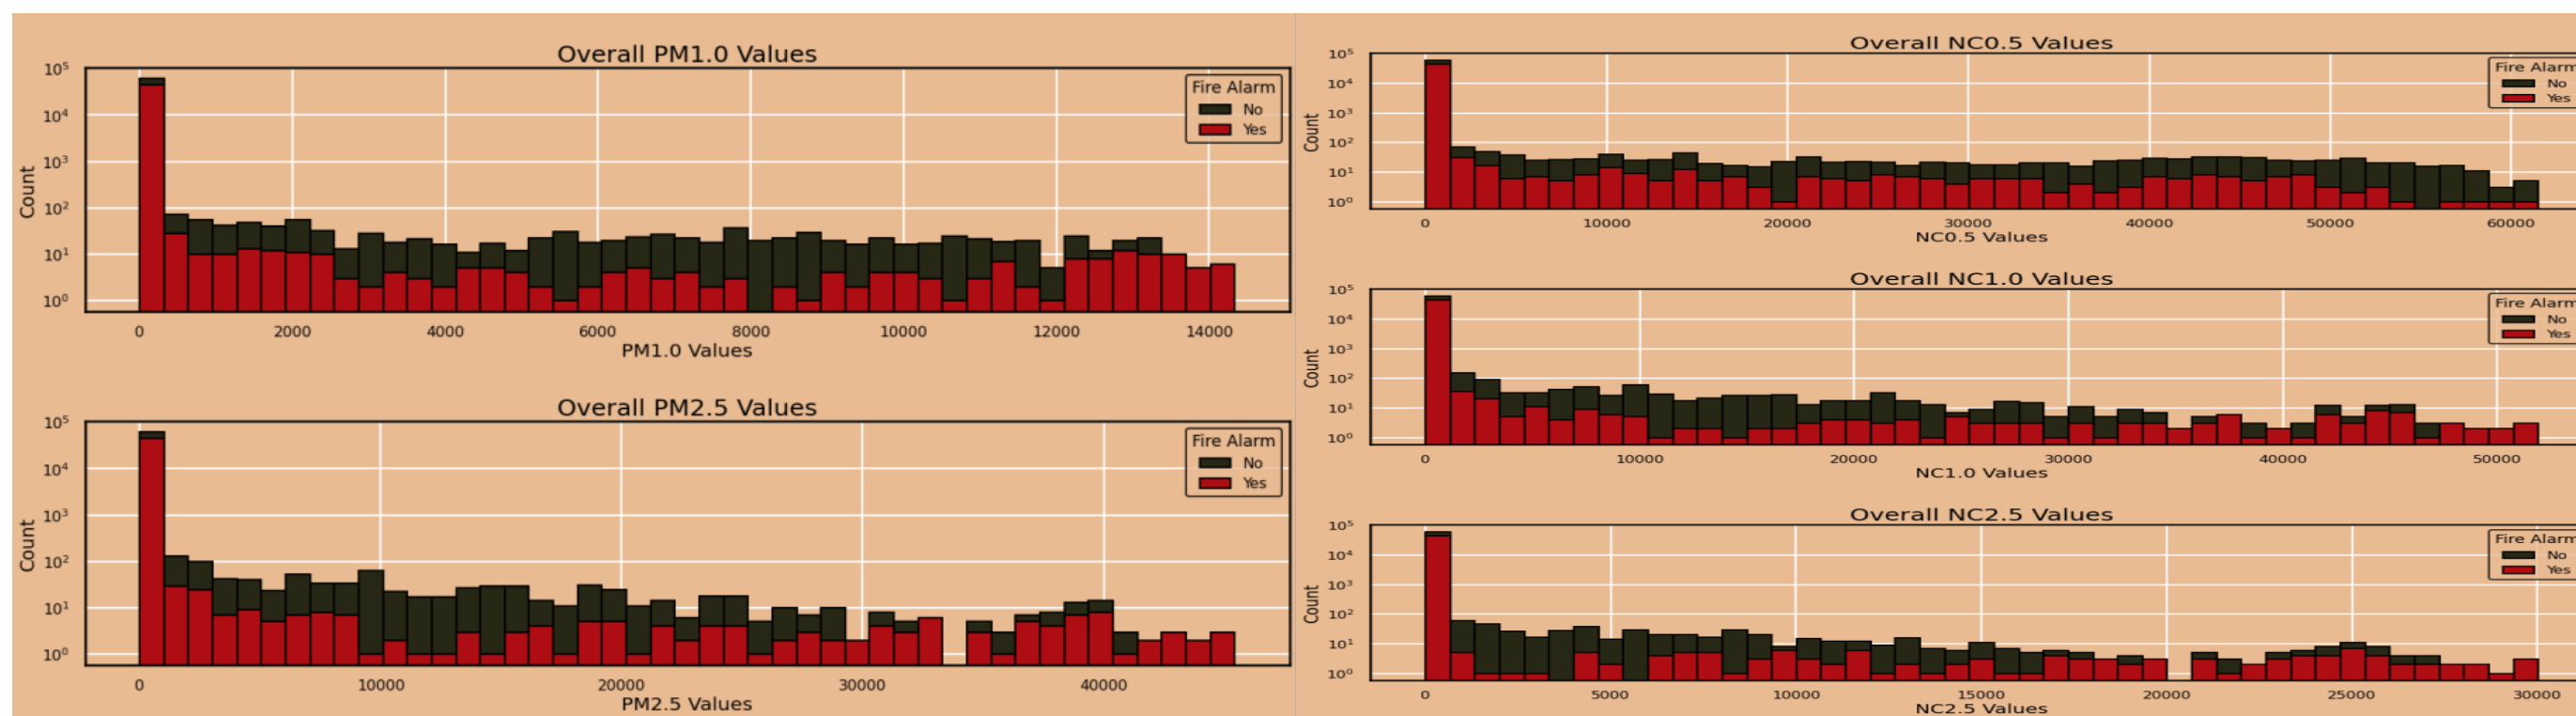 Overall PM1.0 Values
10⁵
10⁴
10³
10²
10¹
10⁰
Count
Fire Alarm
No
Yes
0 2000 4000 6000 8000 10000 12000 14000
PM1.0 Values
Overall PM2.5 Values
10⁵
10⁴
10³
10²
10¹
10⁰
Count
Fire Alarm
No
Yes
0 10000 20000 30000 40000
PM2.5 Values
Overall NC0.5 Values
10⁵
10⁴
10³
10²
10¹
10⁰
Count
Fire Alarm
No
Yes
0 10000 20000 30000 40000 50000 60000
NC0.5 Values
Overall NC1.0 Values
10⁵
10⁴
10³
10²
10¹
10⁰
Count
Fire Alarm
No
Yes
0 10000 20000 30000 40000 50000
NC1.0 Values
Overall NC2.5 Values
10⁵
10⁴
10³
10²
10¹
10⁰
Count
Fire Alarm
No
Yes
0 5000 10000 15000 20000 25000 30000
NC2.5 Values